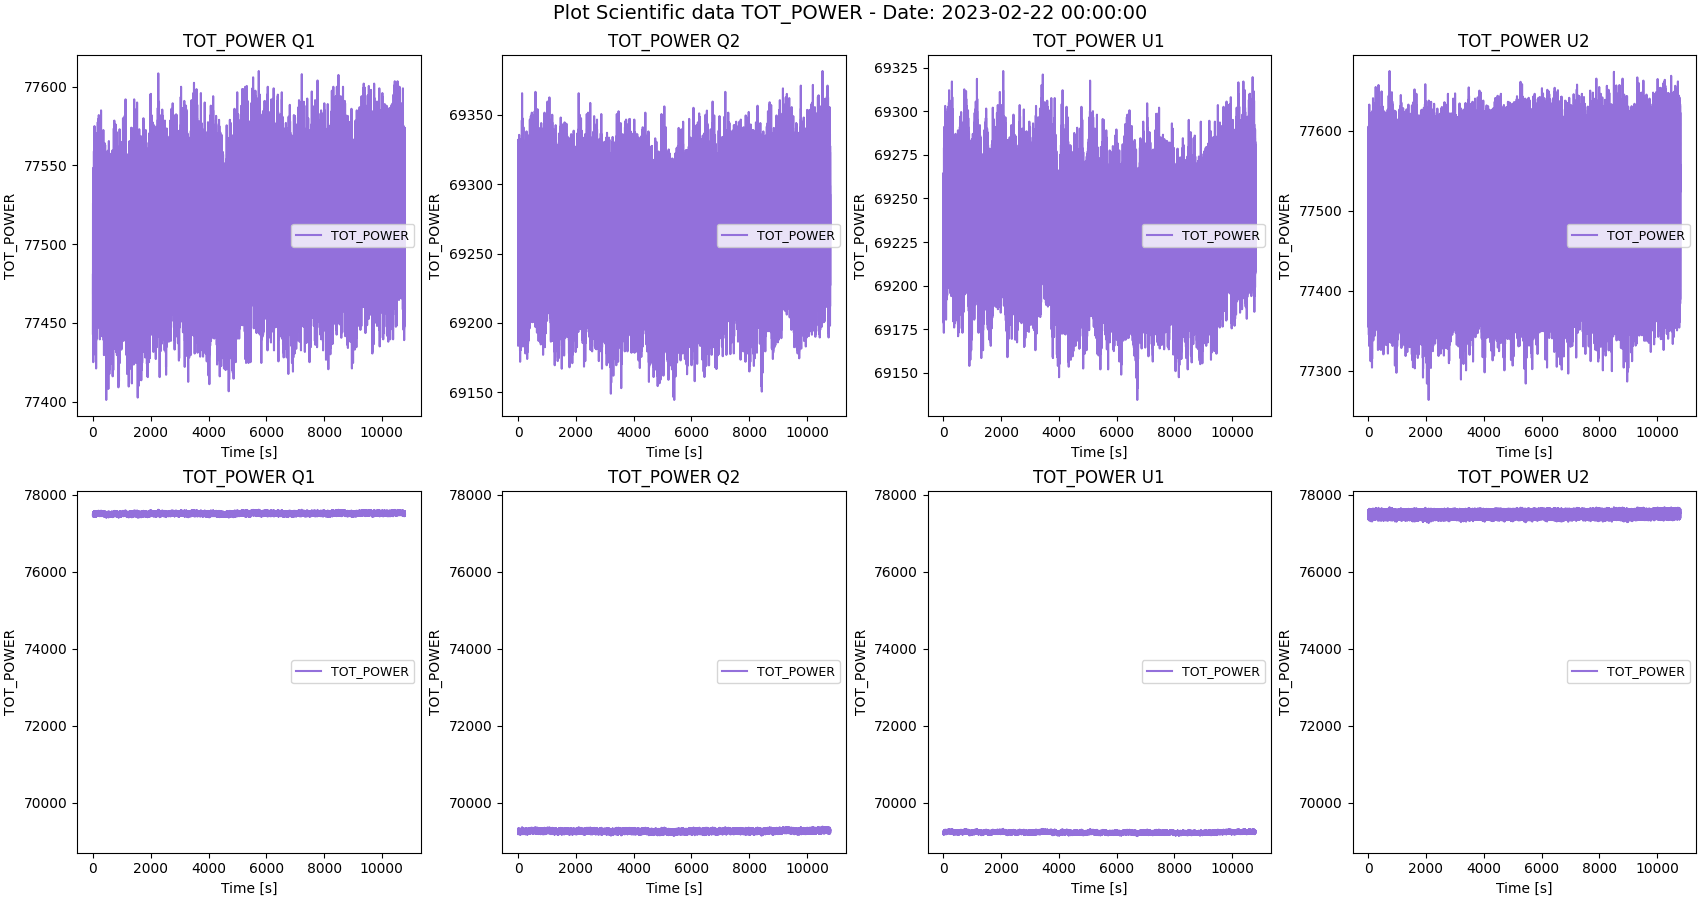 Plot Scientific data TOT_POWER - Date: 2023-02-22 00:00:00
TOT_POWER Q1
TOT_POWER
77600
77550
77500
77450
77400
TOT_POWER
0 2000 4000 6000 8000 10000
Time [s]
TOT_POWER Q2
TOT_POWER
69350
69300
69250
69200
69150
TOT_POWER
0 2000 4000 6000 8000 10000
Time [s]
TOT_POWER U1
TOT_POWER
69325
69300
69275
69250
69225
69200
69175
69150
TOT_POWER
0 2000 4000 6000 8000 10000
Time [s]
TOT_POWER U2
TOT_POWER
77600
77500
77400
77300
TOT_POWER
0 2000 4000 6000 8000 10000
Time [s]
TOT_POWER Q1
TOT_POWER
78000
76000
74000
72000
70000
TOT_POWER
0 2000 4000 6000 8000 10000
Time [s]
TOT_POWER Q2
TOT_POWER
78000
76000
74000
72000
70000
TOT_POWER
0 2000 4000 6000 8000 10000
Time [s]
TOT_POWER U1
TOT_POWER
78000
76000
74000
72000
70000
TOT_POWER
0 2000 4000 6000 8000 10000
Time [s]
TOT_POWER U2
TOT_POWER
78000
76000
74000
72000
70000
TOT_POWER
0 2000 4000 6000 8000 10000
Time [s]